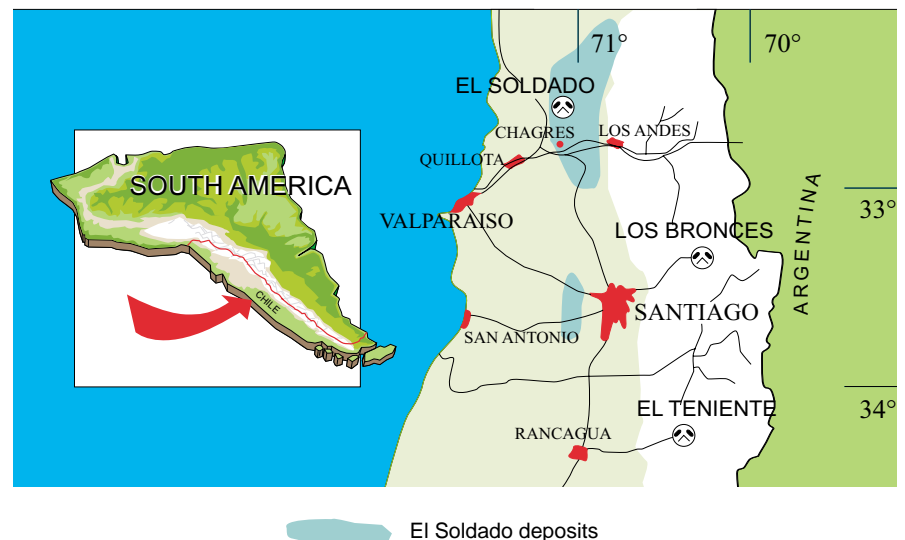 71°
70°
EL SOLDADO
CHAGRES
LOS ANDES
QUILLOTA
SOUTH AMERICA
33°
VALPARAISO
LOS BRONCES
ARGENTINA
CHILE
SANTIAGO
SAN ANTONIO
34°
EL TENIENTE
RANCAGUA
El Soldado deposits